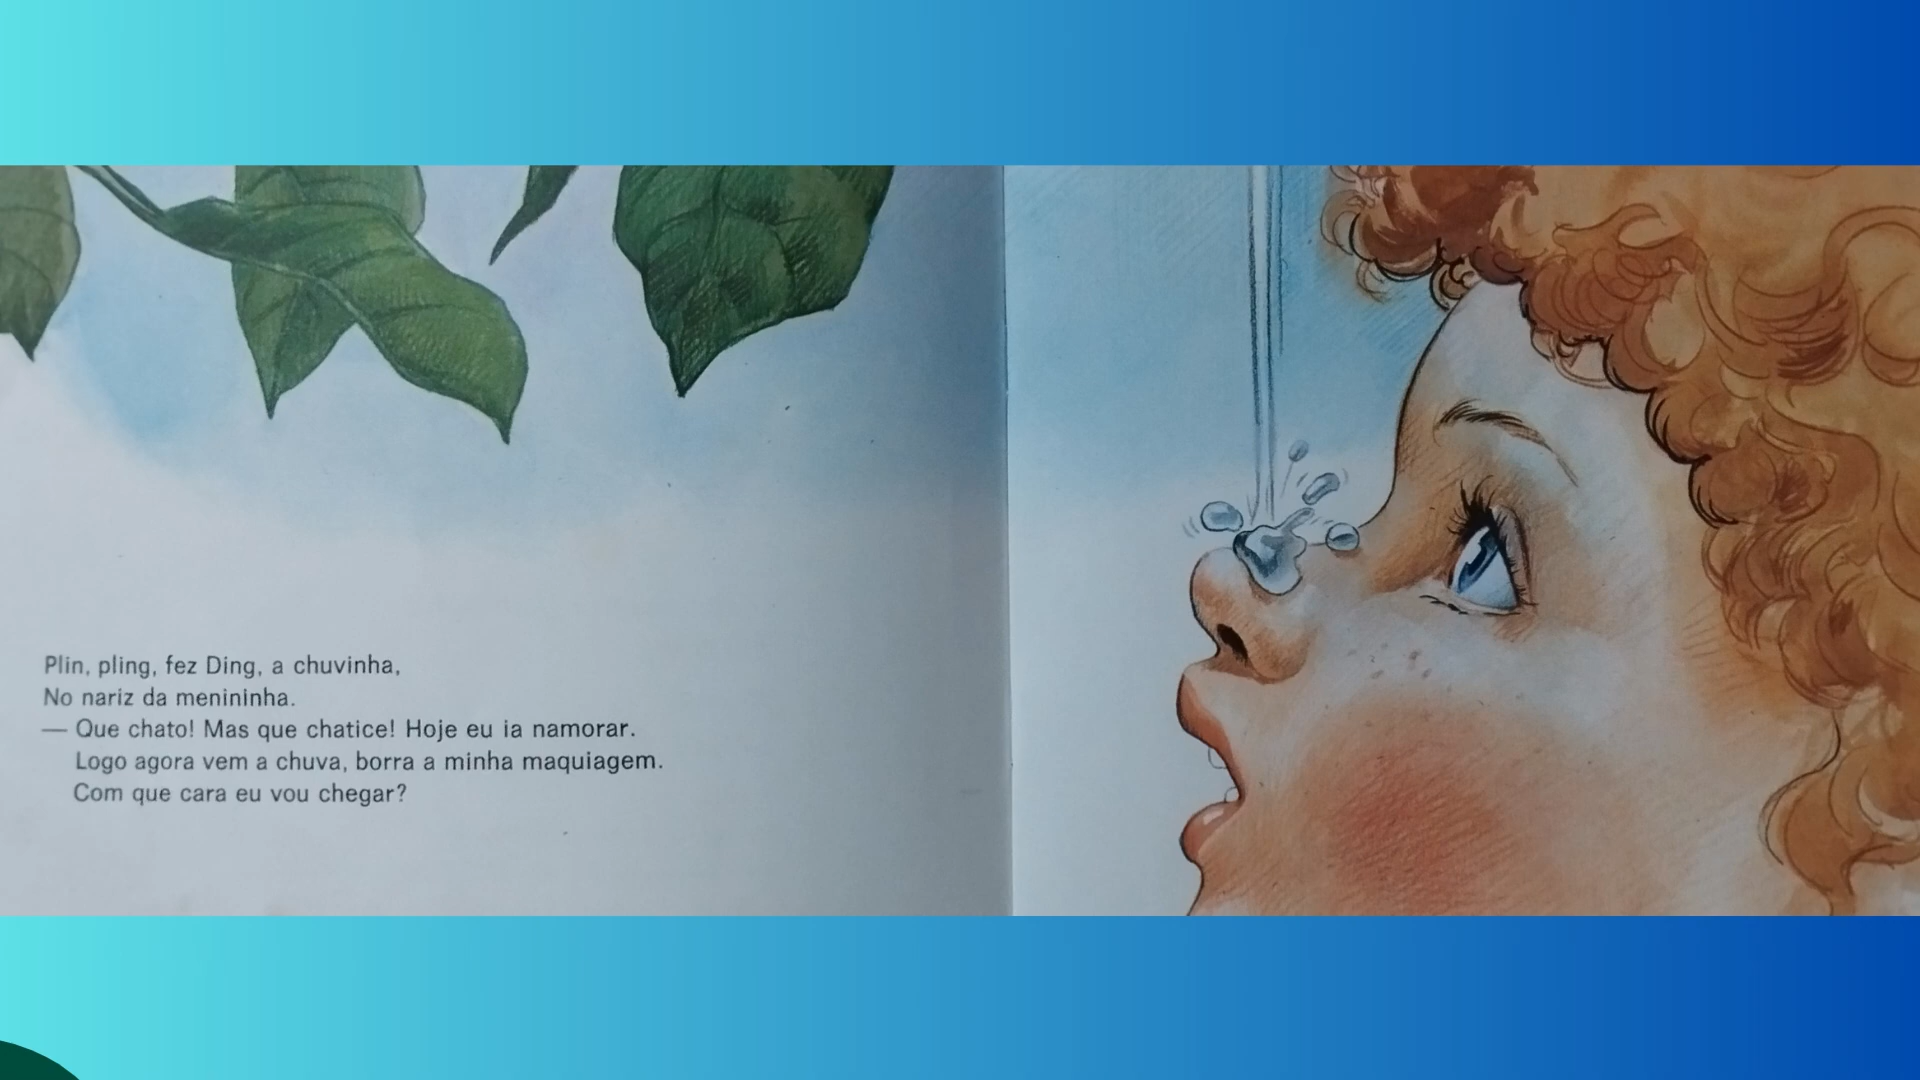 Plin, pling, fez Ding, a chuvinha,
No nariz da menininha.
— Que chato! Mas que chatice! Hoje eu ia namorar.
Logo agora vem a chuva, borra a minha maquiagem.
Com que cara eu vou chegar?